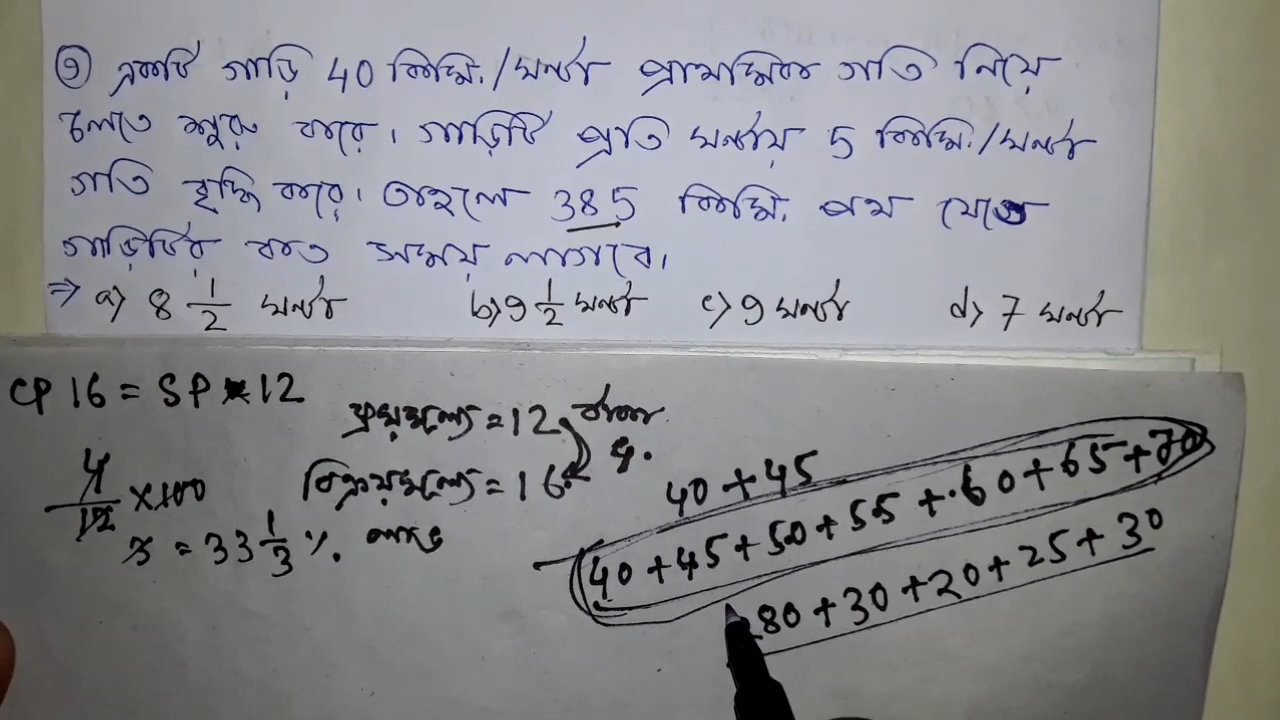 ৩ একটি গাড়ি 40 কিমি./ঘন্টা প্রাথমিক গতি নিয়ে
চলতে শুরু করে। গাড়িটি প্রতি ঘন্টায় 5 কিমি./ঘন্টা
গতি বৃদ্ধি করে। তাহলে 385 কিমি. পথ যেতে
গাড়িটির কত সময় লাগবে।
⇒ a) 8 1/2 ঘন্টা b) 9 1/2 ঘন্টা c) 9 ঘন্টা d) 7 ঘন্টা
CP 16 = SP 12
ক্রয়মূল্য = 12 টাকা
4.
4/12 × 100
বিক্রয়মূল্য = 16
= 33 1/3 %. লাভ
40 + 45
40 + 45 + 50 + 55 + 60 + 65 + 70
280 + 30 + 20 + 25 + 30